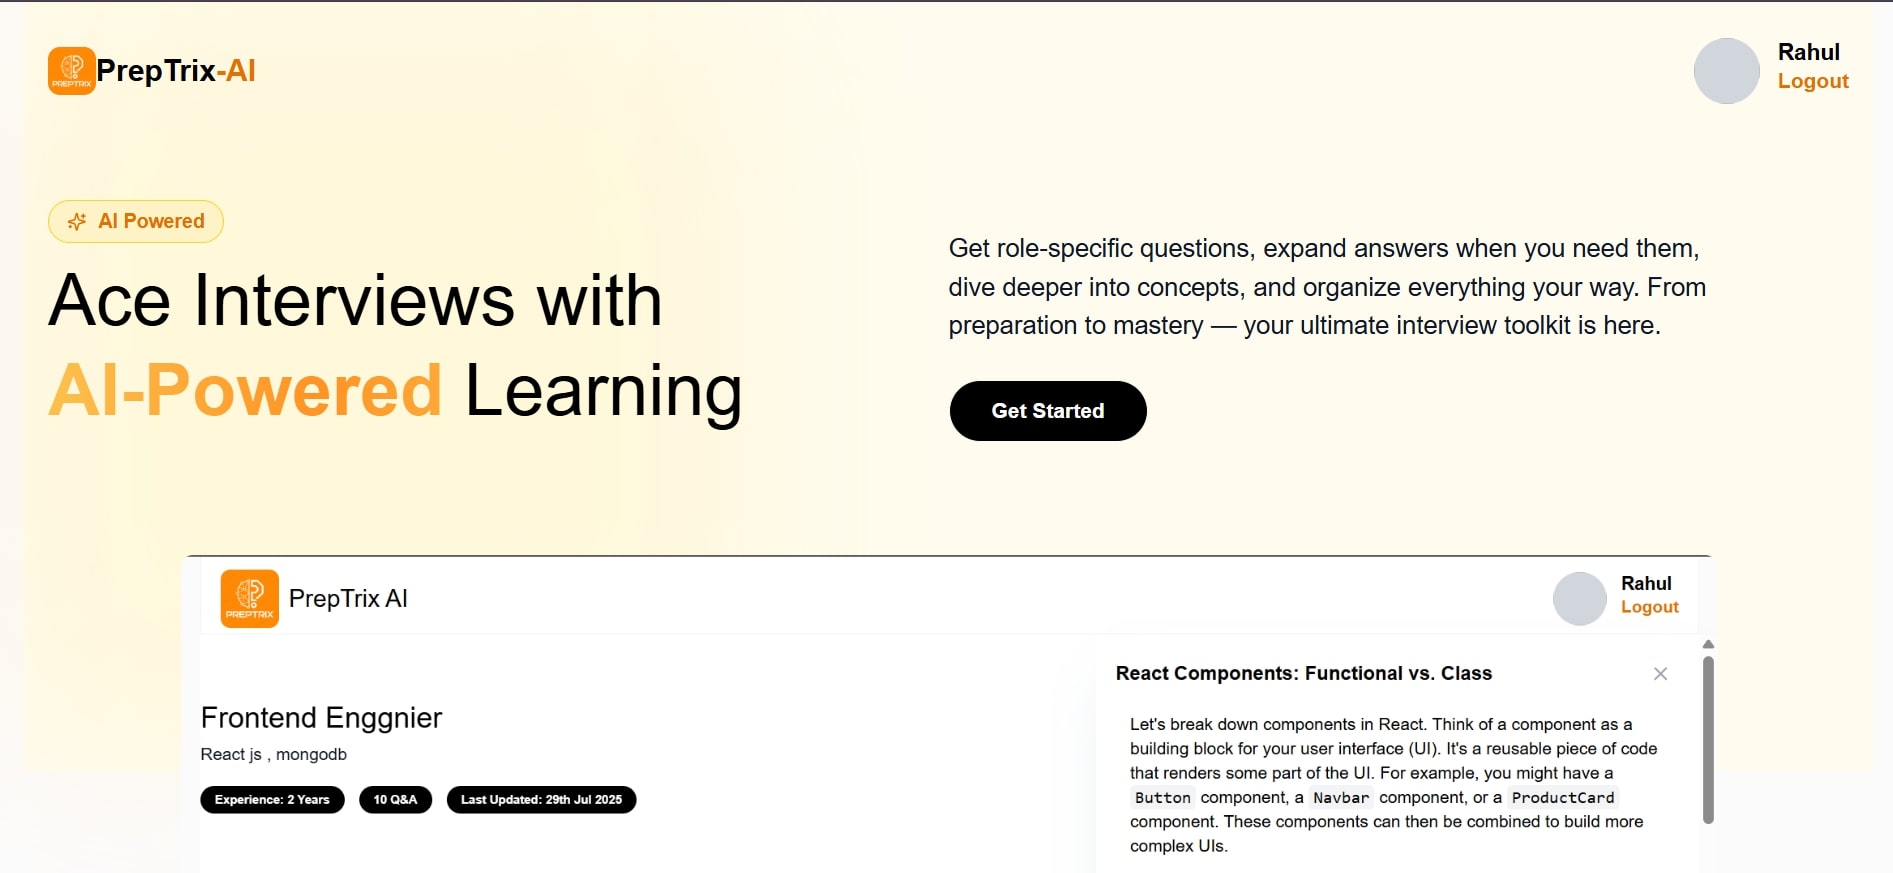 PREPTRIX
PrepTrix-AI
Rahul
Logout
AI Powered
Ace Interviews with
AI-Powered Learning
Get role-specific questions, expand answers when you need them,
dive deeper into concepts, and organize everything your way. From
preparation to mastery — your ultimate interview toolkit is here.
Get Started
PREPTRIX
PrepTrix AI
Rahul
Logout
Frontend Enggnier
React js , mongodb
Experience: 2 Years
10 Q&A
Last Updated: 29th Jul 2025
React Components: Functional vs. Class
Let's break down components in React. Think of a component as a
building block for your user interface (UI). It's a reusable piece of code
that renders some part of the UI. For example, you might have a
Button component, a Navbar component, or a ProductCard
component. These components can then be combined to build more
complex UIs.